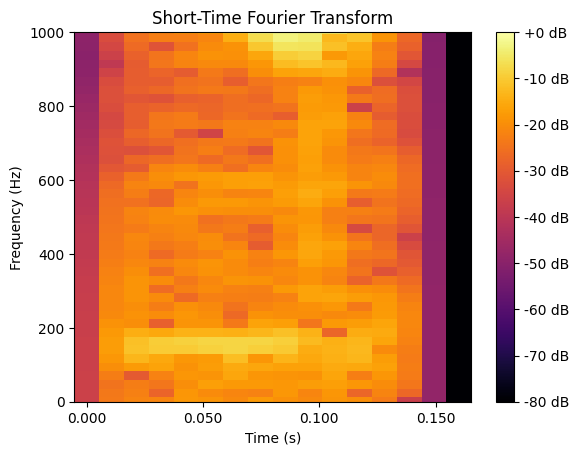 Short-Time Fourier Transform
1000
800
600
400
200
0
Frequency (Hz)
0.000
0.050
0.100
0.150
Time (s)
+0 dB
-10 dB
-20 dB
-30 dB
-40 dB
-50 dB
-60 dB
-70 dB
-80 dB